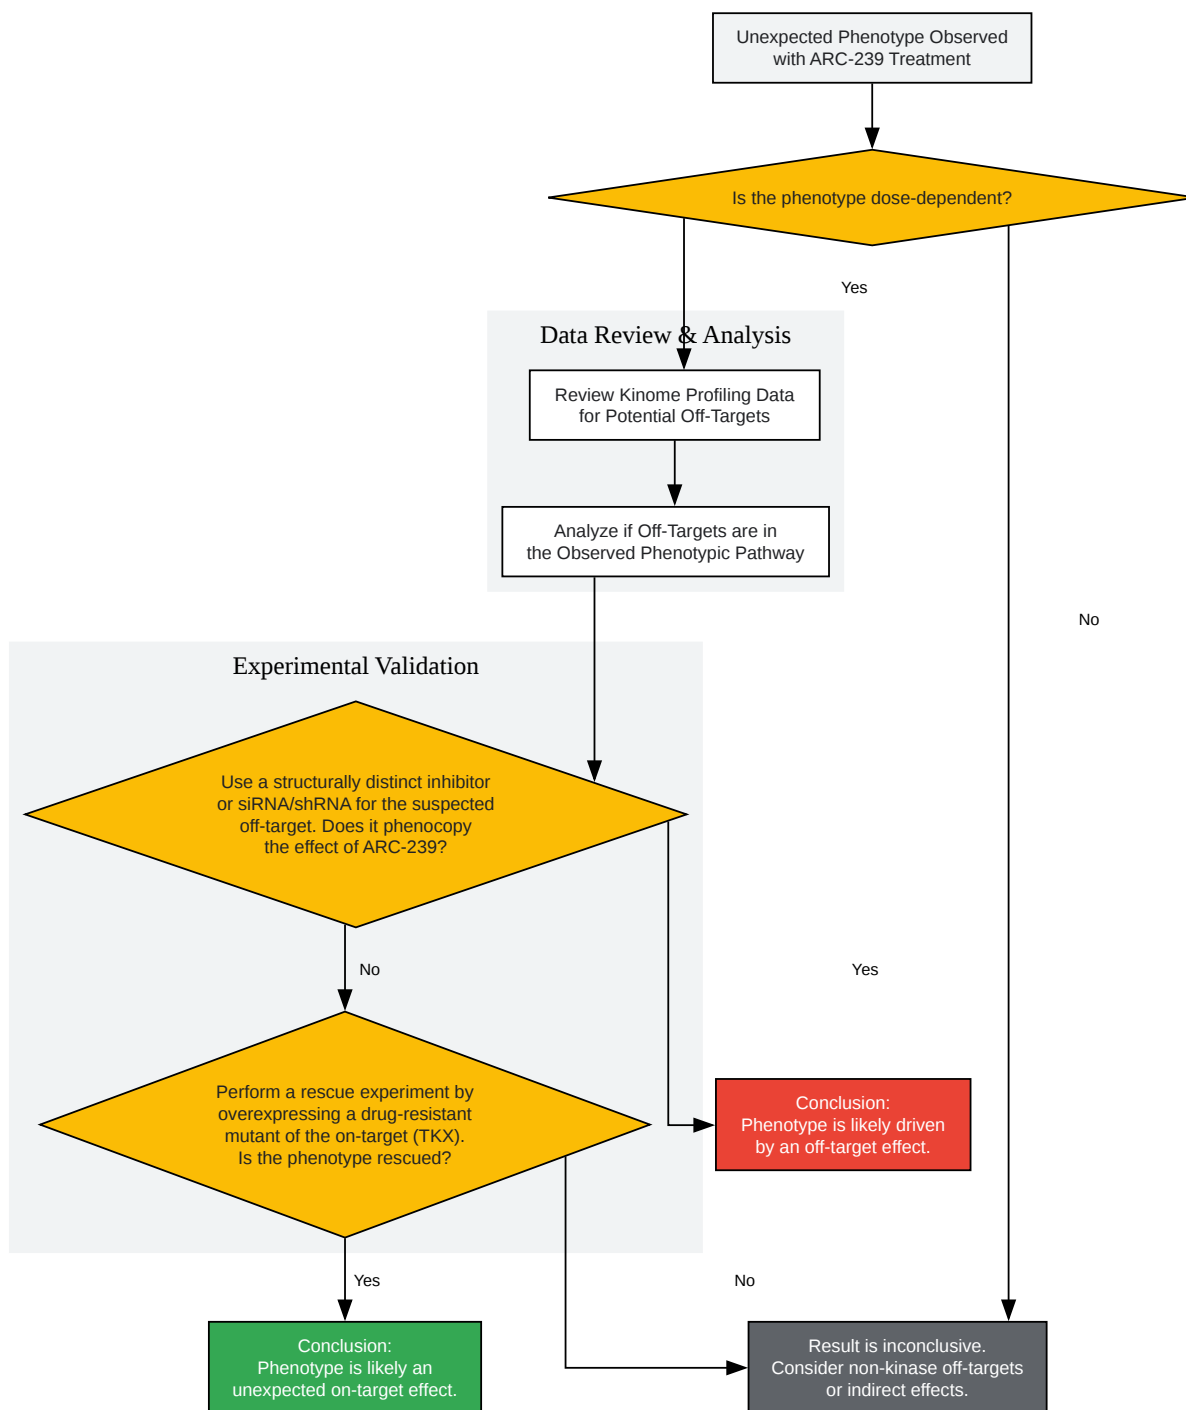 Unexpected Phenotype Observed
with ARC-239 Treatment
Is the phenotype dose-dependent?
Yes
Data Review & Analysis
Review Kinome Profiling Data
for Potential Off-Targets
Analyze if Off-Targets are in
the Observed Phenotypic Pathway
No
Experimental Validation
Use a structurally distinct inhibitor
or siRNA/shRNA for the suspected
off-target. Does it phenocopy
the effect of ARC-239?
No
Yes
Perform a rescue experiment by
overexpressing a drug-resistant
mutant of the on-target (TKX).
Is the phenotype rescued?
Conclusion:
Phenotype is likely driven
by an off-target effect.
Yes
No
Conclusion:
Phenotype is likely an
unexpected on-target effect.
Result is inconclusive.
Consider non-kinase off-targets
or indirect effects.